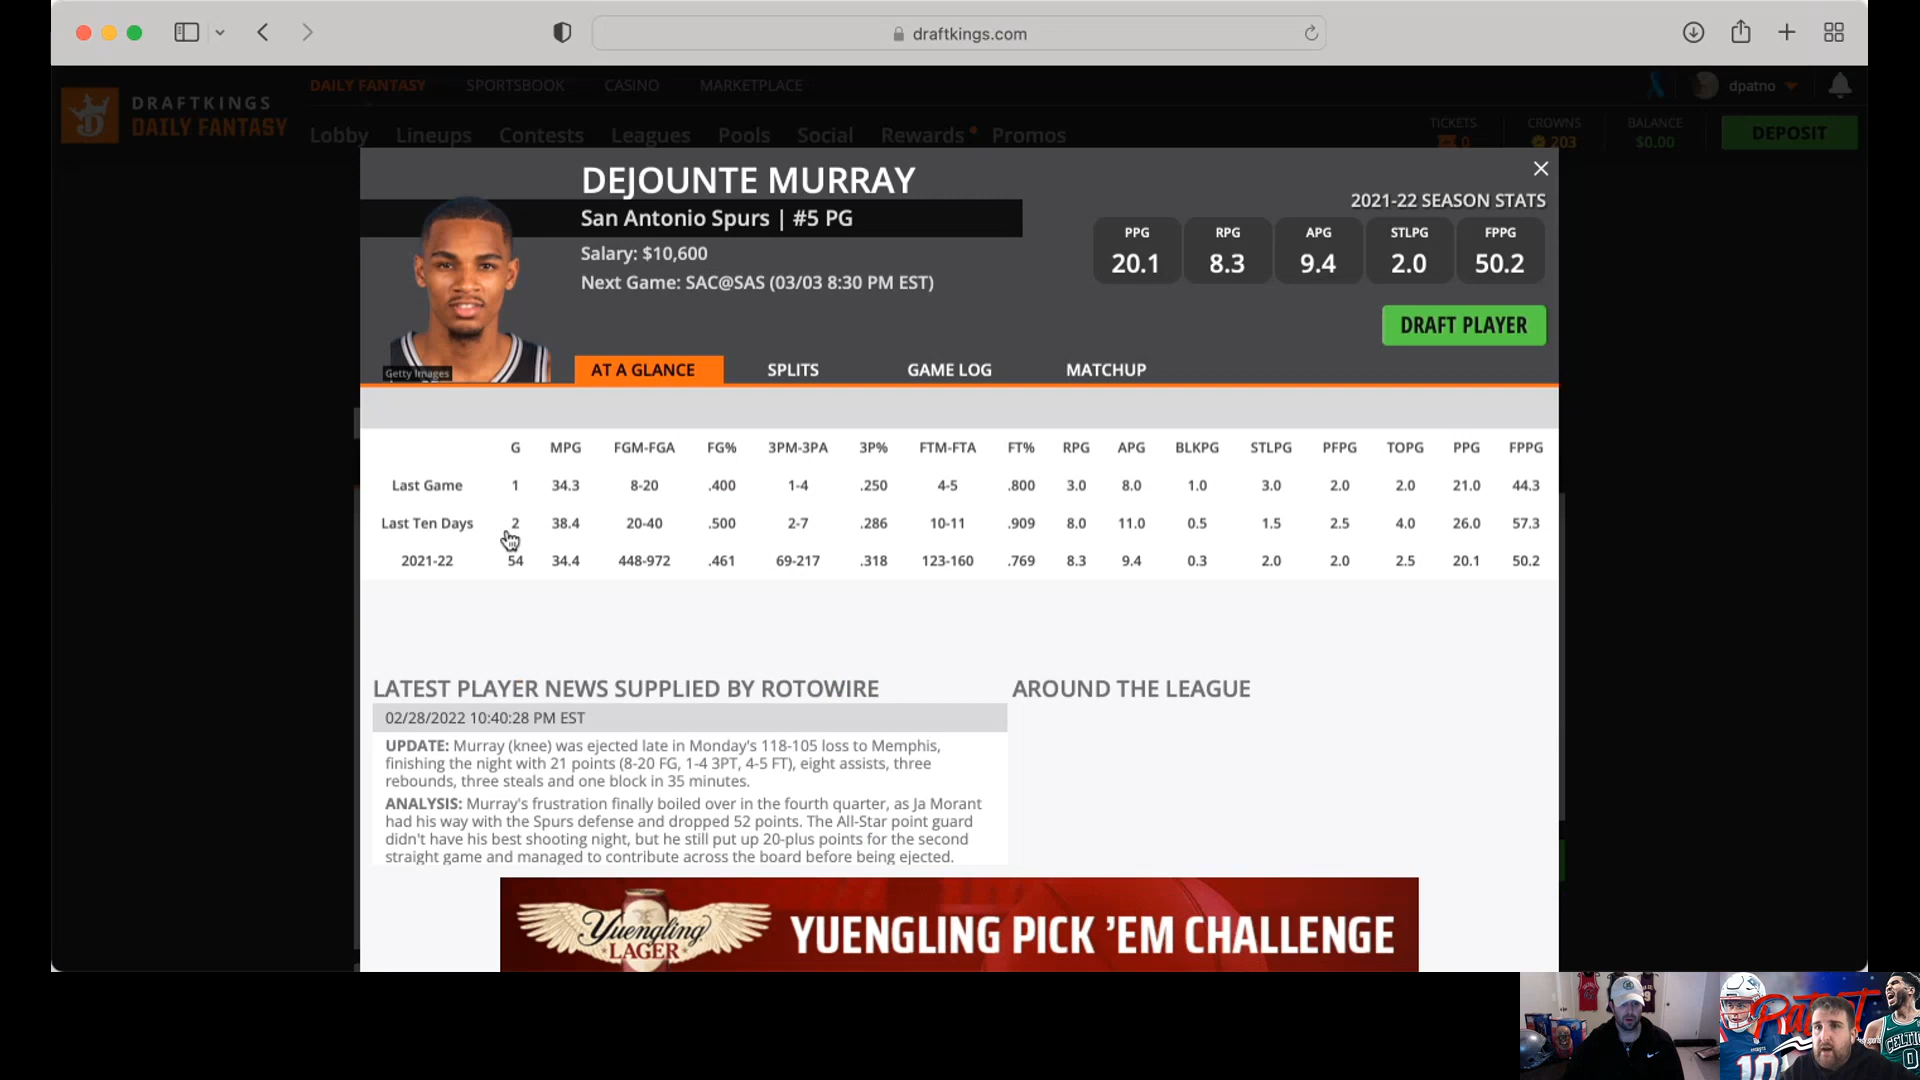 draftkings.com
DRAFTKINGS
DAILY FANTASY
DAILY FANTASY SPORTSBOOK CASINO MARKETPLACE
dpatno
Lobby Lineups Contests Leagues Pools Social Rewards Promos
TICKETS CROWNS BALANCE
0 203 $0.00
DEPOSIT
DEJOUNTE MURRAY
San Antonio Spurs | #5 PG
Salary: $10,600
Next Game: SAC@SAS (03/03 8:30 PM EST)
2021-22 SEASON STATS
PPG RPG APG STLPG FPPG
20.1 8.3 9.4 2.0 50.2
DRAFT PLAYER
Getty Images
AT A GLANCE SPLITS GAME LOG MATCHUP
G MPG FGM-FGA FG% 3PM-3PA 3P% FTM-FTA FT% RPG APG BLKPG STLPG PFPG TOPG PPG FPPG
Last Game 1 34.3 8-20 .400 1-4 .250 4-5 .800 3.0 8.0 1.0 3.0 2.0 2.0 21.0 44.3
Last Ten Days 2 38.4 20-40 .500 2-7 .286 10-11 .909 8.0 11.0 0.5 1.5 2.5 4.0 26.0 57.3
2021-22 54 34.4 448-972 .461 69-217 .318 123-160 .769 8.3 9.4 0.3 2.0 2.0 2.5 20.1 50.2
LATEST PLAYER NEWS SUPPLIED BY ROTOWIRE
AROUND THE LEAGUE
02/28/2022 10:40:28 PM EST
UPDATE: Murray (knee) was ejected late in Monday's 118-105 loss to Memphis,
finishing the night with 21 points (8-20 FG, 1-4 3PT, 4-5 FT), eight assists, three
rebounds, three steals and one block in 35 minutes.
ANALYSIS: Murray's frustration finally boiled over in the fourth quarter, as Ja Morant
had his way with the Spurs defense and dropped 52 points. The All-Star point guard
didn't have his best shooting night, but he still put up 20-plus points for the second
straight game and managed to contribute across the board before being ejected.
Yuengling
LAGER
YUENGLING PICK 'EM CHALLENGE
CELTICS
0
10